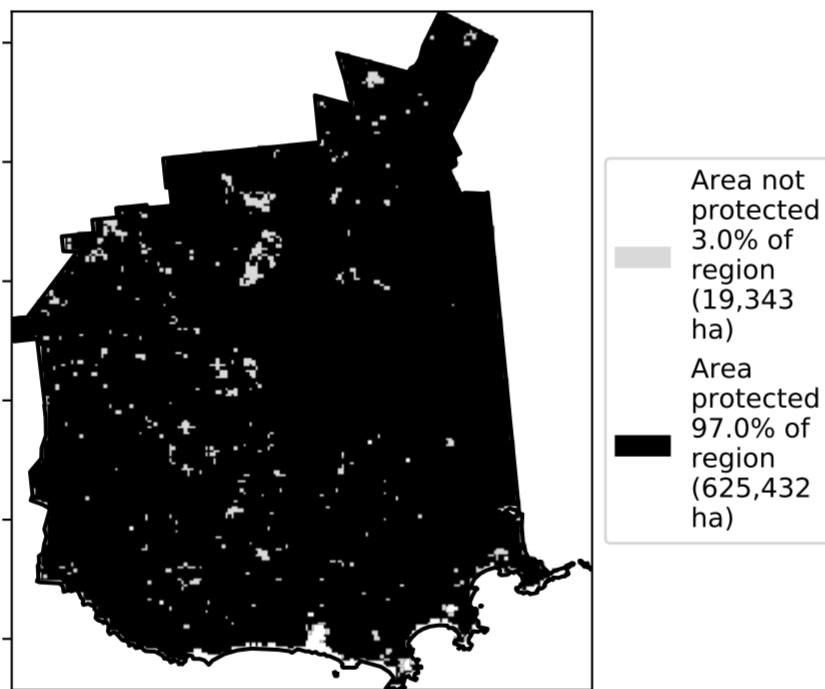 Area not
protected
3.0% of
region
(19,343
ha)
Area
protected
97.0% of
region
(625,432
ha)